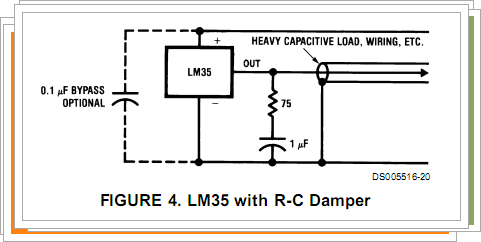 HEAVY CAPACITIVE LOAD, WIRING, ETC.
+
LM35
OUT
0.1 µF BYPASS
OPTIONAL
−
75
1 µF
DS005516-20
FIGURE 4. LM35 with R-C Damper